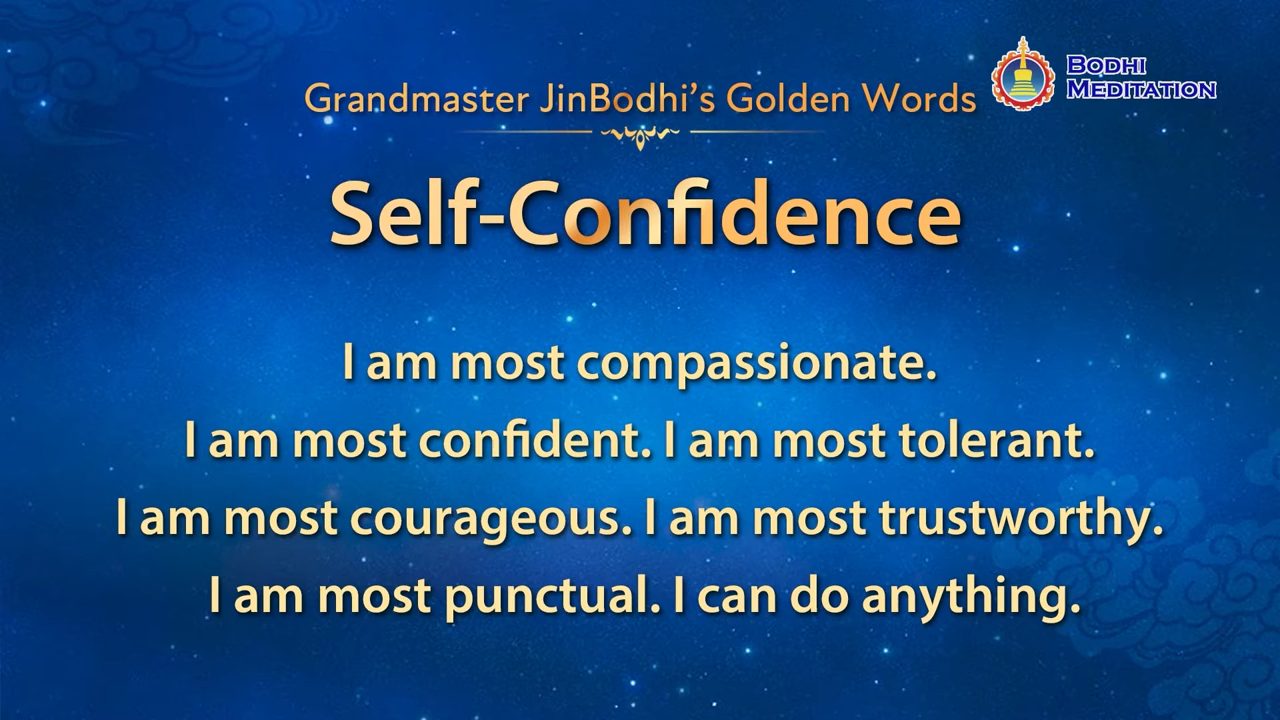 Grandmaster JinBodhi's Golden Words
BODHI
MEDITATION
Self-Confidence
I am most compassionate.
I am most confident. I am most tolerant.
I am most courageous. I am most trustworthy.
I am most punctual. I can do anything.